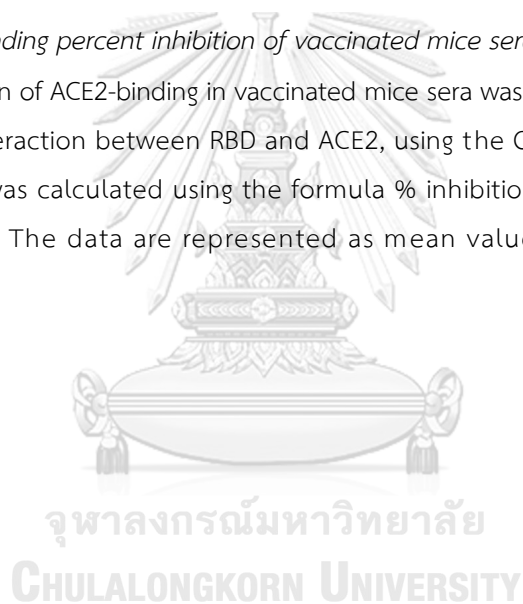 nding percent inhibition of vaccinated mice ser
n of ACE2-binding in vaccinated mice sera was
eraction between RBD and ACE2, using the
was calculated using the formula % inhibitio
The data are represented as mean valu
จุฬาลงกรณ์มหาวิทยาลัย
CHULALONGKORN UNIVERSITY